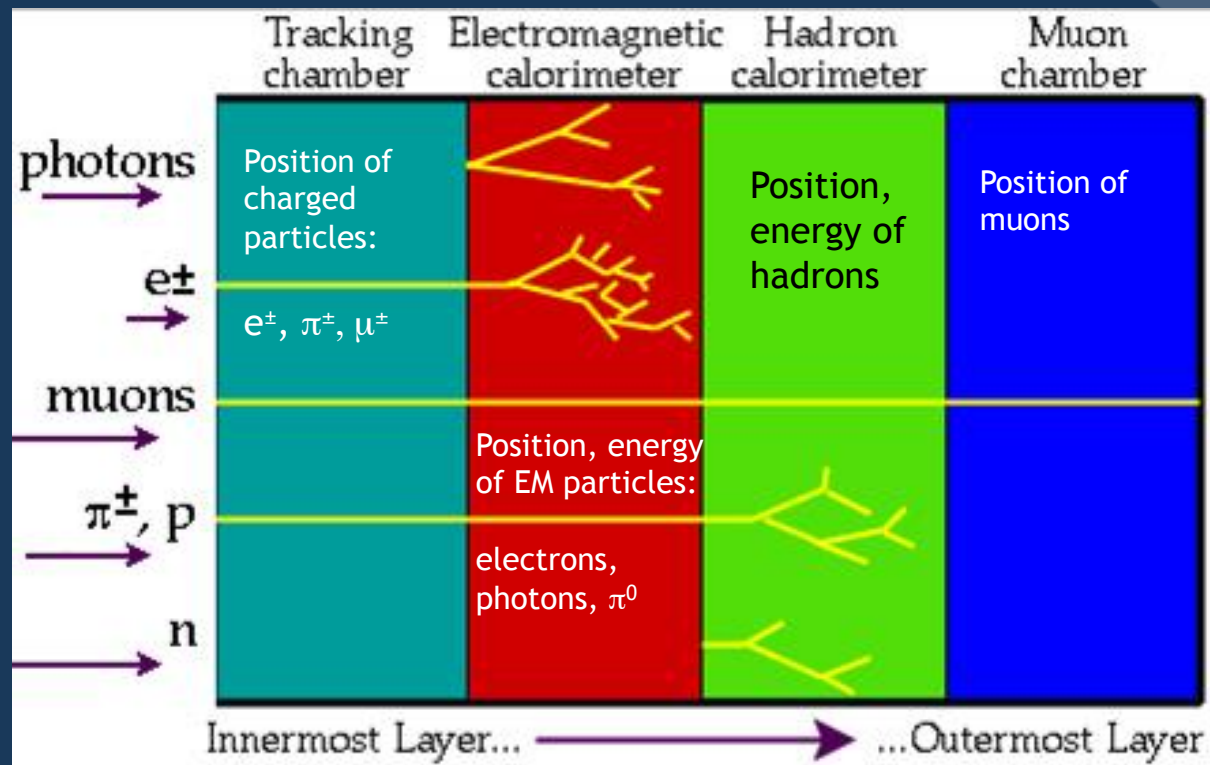 Tracking chamber
Electromagnetic calorimeter
Hadron calorimeter
Muon chamber
photons
e±
muons
π±, p
n
Position of
charged
particles:
e±, π±, μ±
Position, energy
of EM particles:
electrons,
photons, π⁰
Position,
energy of
hadrons
Position of
muons
Innermost Layer...
...Outermost Layer